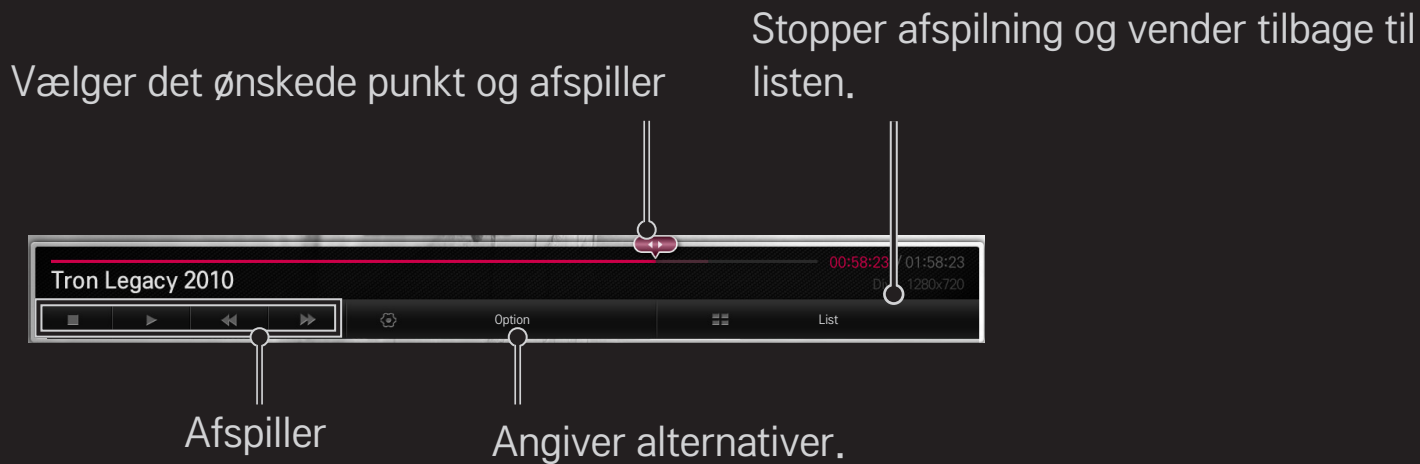 Stopper afspilning og vender tilbage til
listen.
Vælger det ønskede punkt og afspiller
00:58:23 / 01:58:23
Tron Legacy 2010
1280x720
Option
List
Afspiller
Angiver alternativer.